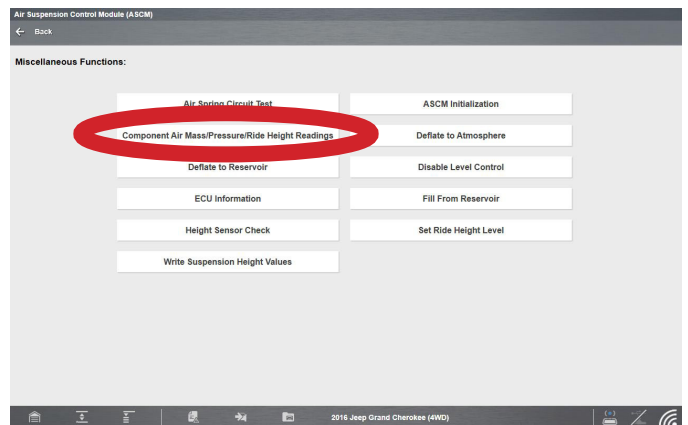 Air Suspension Control Module (ASCM)
Back
Miscellaneous Functions:
Air Spring Circuit Test
ASCM Initialization
Component Air Mass/Pressure/Ride Height Readings
Deflate to Atmosphere
Deflate to Reservoir
Disable Level Control
ECU Information
Fill From Reservoir
Height Sensor Check
Set Ride Height Level
Write Suspension Height Values
2016 Jeep Grand Cherokee (4WD)